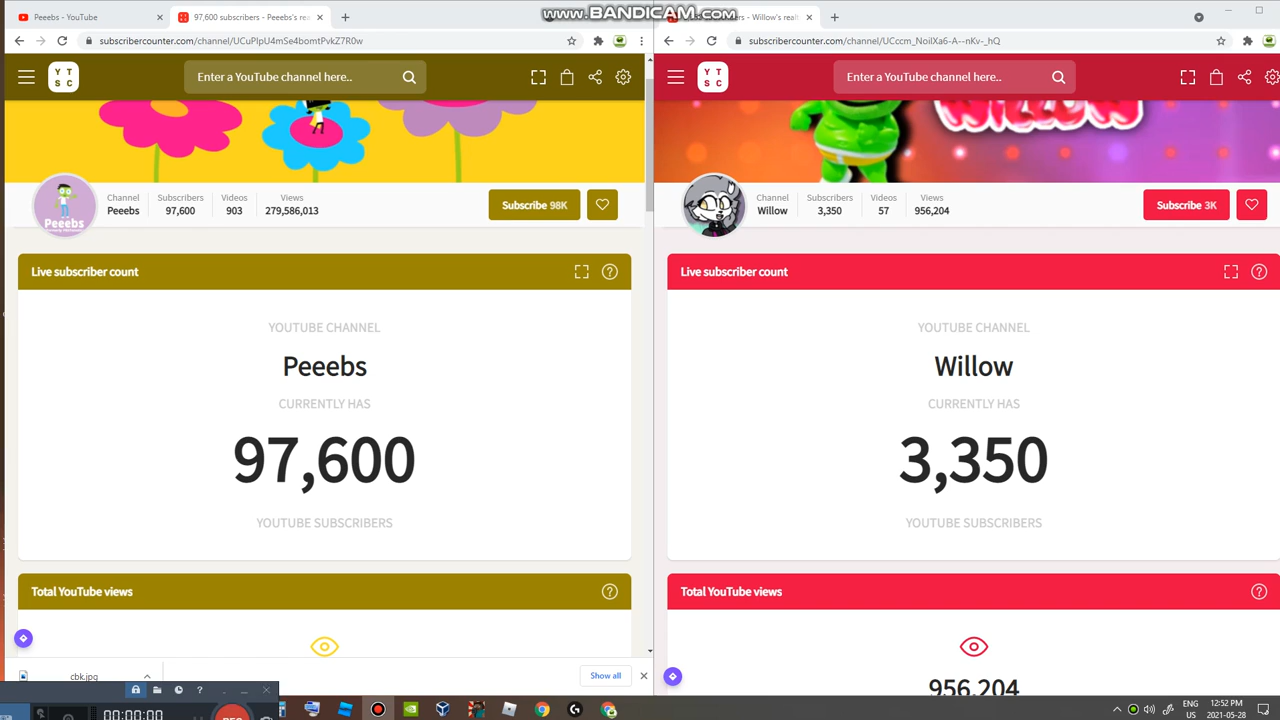 Peeebs - YouTube
97,600 subscribers - Peeebs's rea
www.BANDICAM.com
- Willow's realt
subscribercounter.com/channel/UCuPlpU4mSe4bomtPvkZ7R0w
subscribercounter.com/channel/UCccm_NoiIXa6-A--nKv-_hQ
Y T
S C
Enter a YouTube channel here..
Y T
S C
Enter a YouTube channel here..
WILLOW
Peeebs
Channel
Peeebs
Subscribers
97,600
Videos
903
Views
279,586,013
Subscribe 98K
Channel
Willow
Subscribers
3,350
Videos
57
Views
956,204
Subscribe 3K
Live subscriber count
YOUTUBE CHANNEL
Peeebs
CURRENTLY HAS
97,600
YOUTUBE SUBSCRIBERS
Total YouTube views
Live subscriber count
YOUTUBE CHANNEL
Willow
CURRENTLY HAS
3,350
YOUTUBE SUBSCRIBERS
Total YouTube views
956,204
cbk.jpg
Show all
00:00:00
REC
ENG
US
12:52 PM
2021-05-28